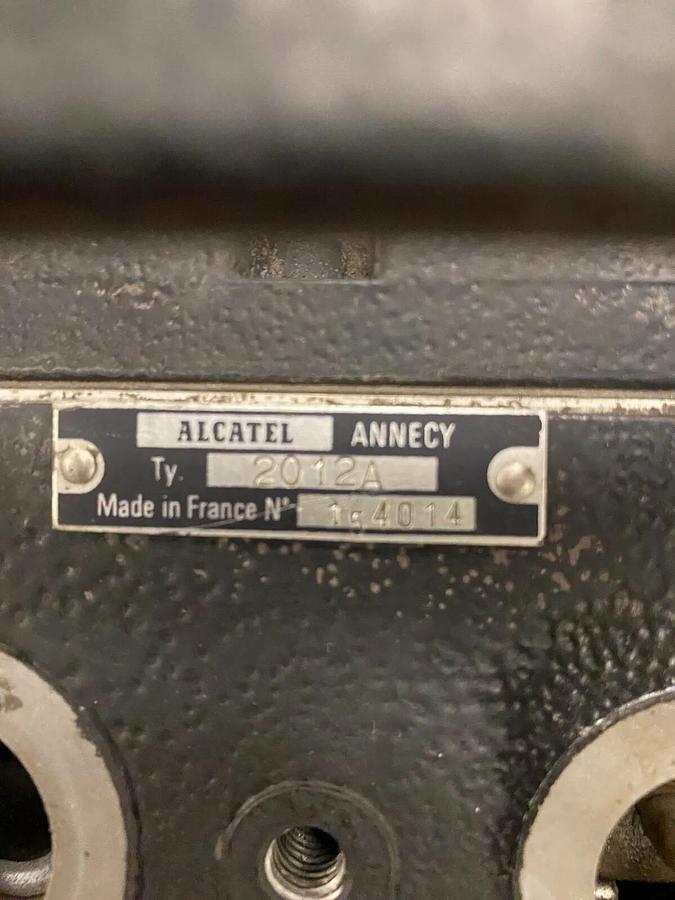 ALCATEL ANNECY
Ty. 2012A
Made in France N°